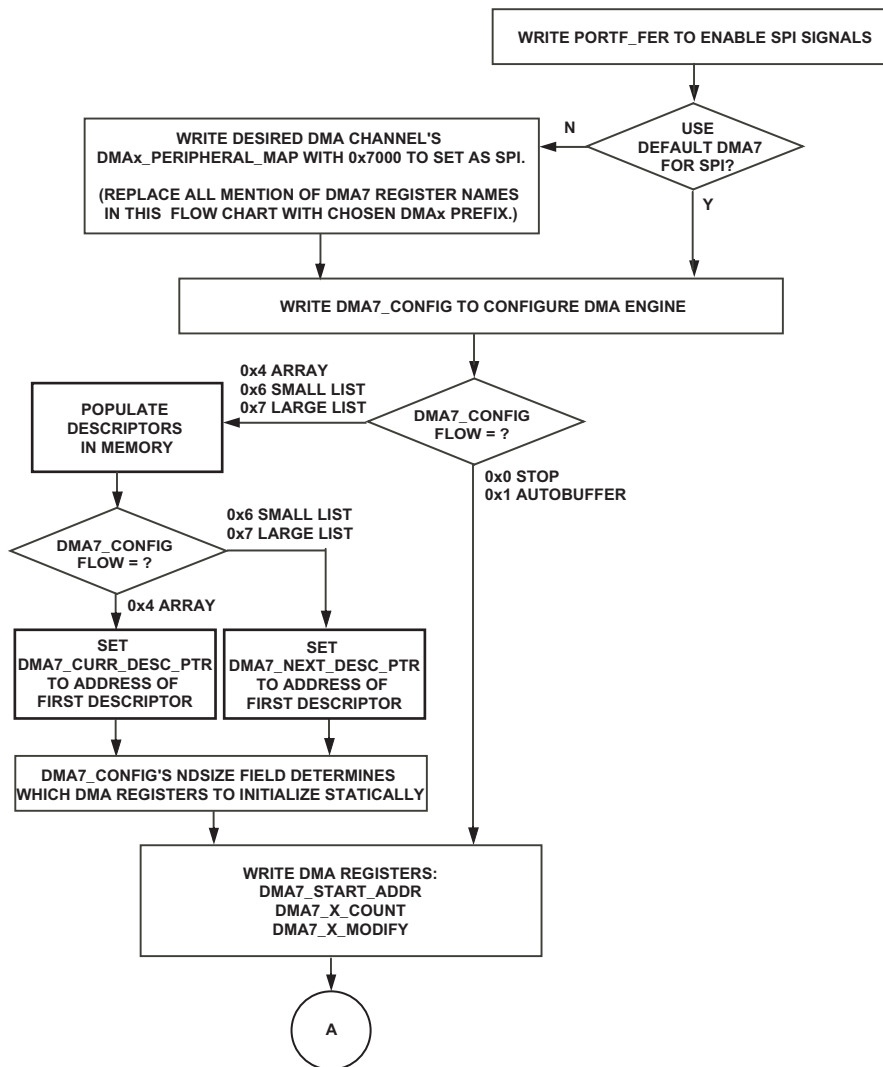 WRITE PORTF_FER TO ENABLE SPI SIGNALS
USE
DEFAULT DMA7
FOR SPI?
N
Y
WRITE DESIRED DMA CHANNEL'S
DMAx_PERIPHERAL_MAP WITH 0x7000 TO SET AS SPI.
(REPLACE ALL MENTION OF DMA7 REGISTER NAMES
IN THIS FLOW CHART WITH CHOSEN DMAx PREFIX.)
WRITE DMA7_CONFIG TO CONFIGURE DMA ENGINE
DMA7_CONFIG
FLOW = ?
0x4 ARRAY
0x6 SMALL LIST
0x7 LARGE LIST
0x0 STOP
0x1 AUTOBUFFER
POPULATE
DESCRIPTORS
IN MEMORY
DMA7_CONFIG
FLOW = ?
0x6 SMALL LIST
0x7 LARGE LIST
0x4 ARRAY
SET
DMA7_CURR_DESC_PTR
TO ADDRESS OF
FIRST DESCRIPTOR
SET
DMA7_NEXT_DESC_PTR
TO ADDRESS OF
FIRST DESCRIPTOR
DMA7_CONFIG'S NDSIZE FIELD DETERMINES
WHICH DMA REGISTERS TO INITIALIZE STATICALLY
WRITE DMA REGISTERS:
DMA7_START_ADDR
DMA7_X_COUNT
DMA7_X_MODIFY
A